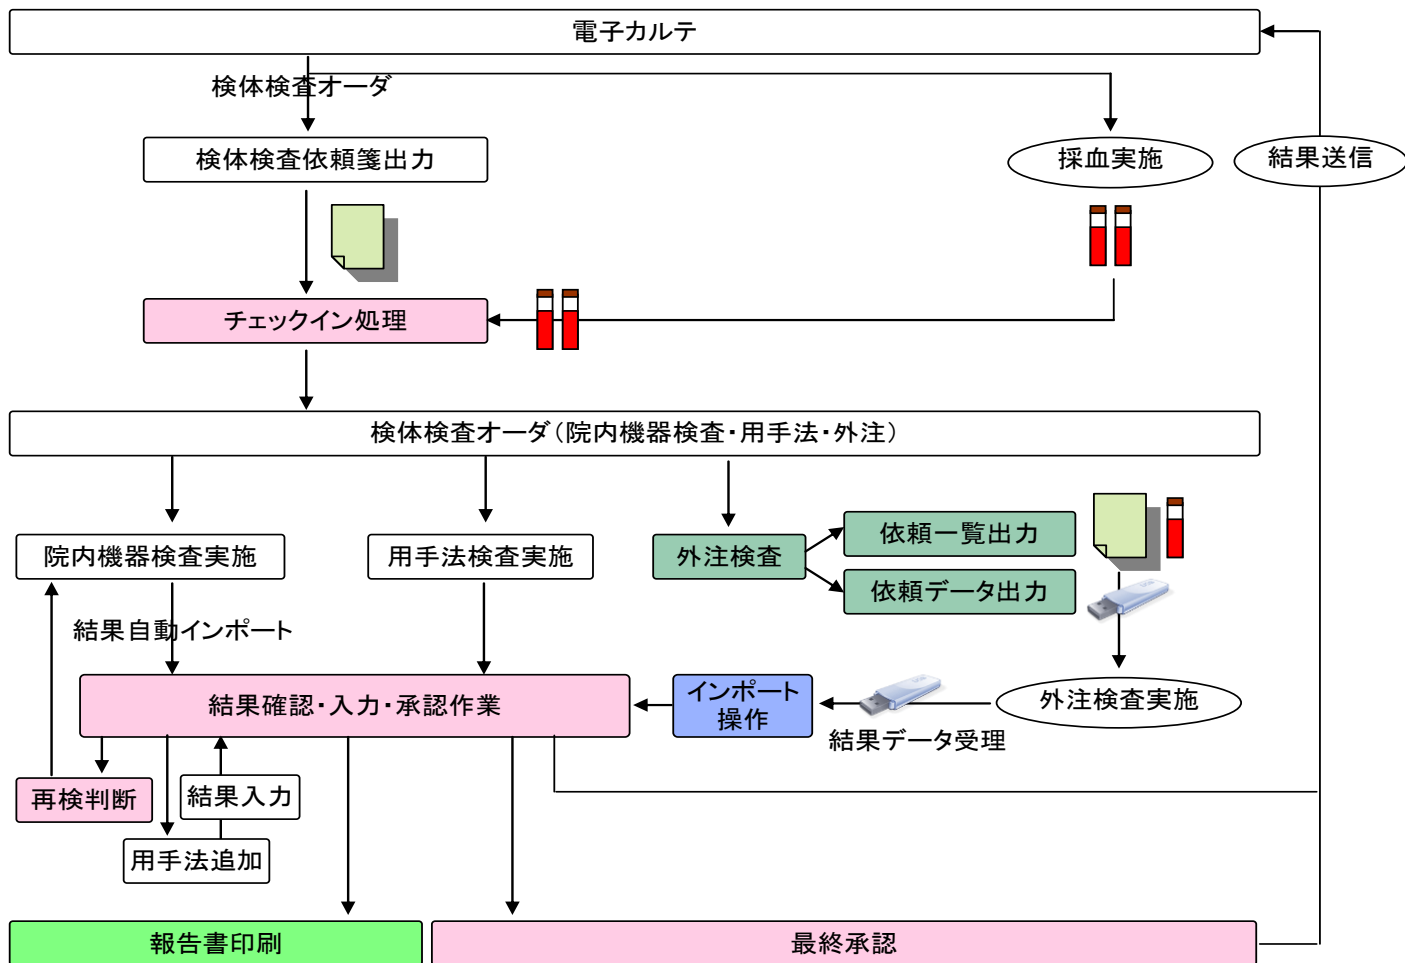 電子カルテ
検体検査オーダ
検体検査依頼箋出力
採血実施
結果送信
チェックイン処理
検体検査オーダ（院内機器検査・用手法・外注）
院内機器検査実施
用手法検査実施
外注検査
依頼一覧出力
依頼データ出力
結果自動インポート
結果確認・入力・承認作業
インポート
操作
外注検査実施
結果データ受理
再検判断
結果入力
用手法追加
報告書印刷
最終承認